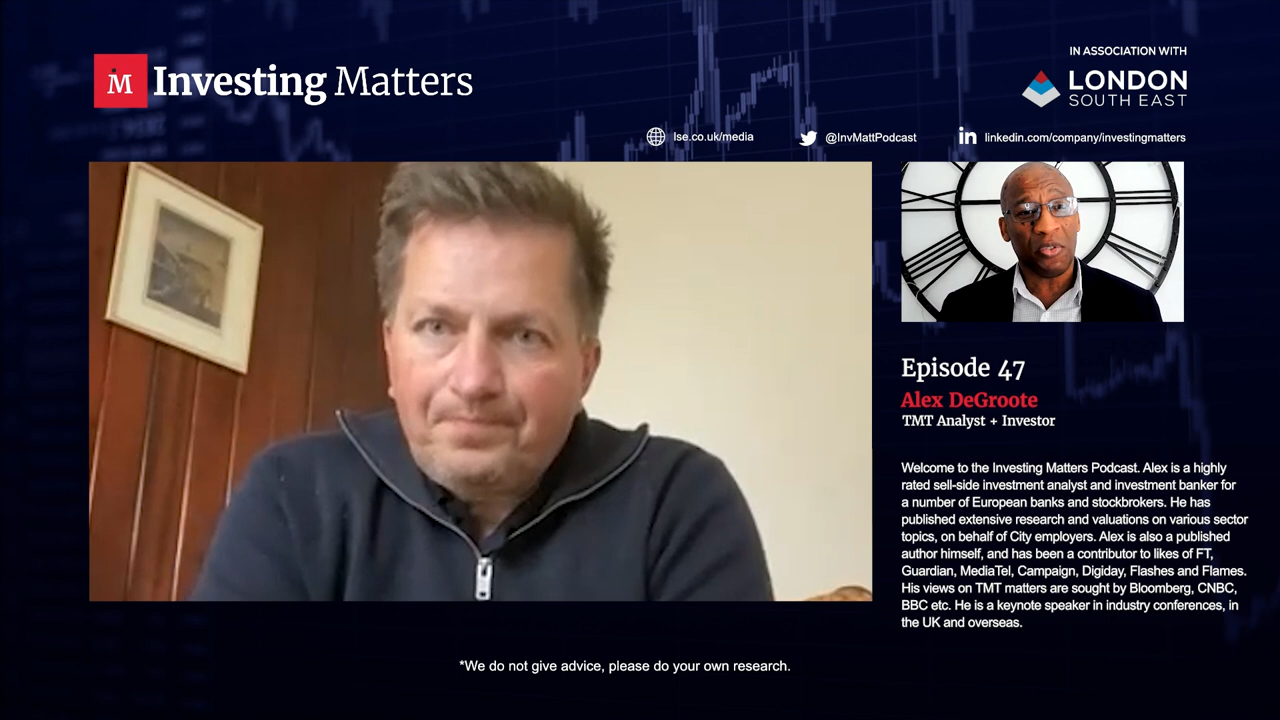 M Investing Matters
IN ASSOCIATION WITH
LONDON
SOUTH EAST
lse.co.uk/media
@InvMattPodcast
in linkedin.com/company/investingmatters
Episode 47
Alex DeGroote
TMT Analyst + Investor
Welcome to the Investing Matters Podcast. Alex is a highly
rated sell-side investment analyst and investment banker for
a number of European banks and stockbrokers. He has
published extensive research and valuations on various sector
topics, on behalf of City employers. Alex is also a published
author himself, and has been a contributor to likes of FT,
Guardian, MediaTel, Campaign, Digiday, Flashes and Flames.
His views on TMT matters are sought by Bloomberg, CNBC,
BBC etc. He is a keynote speaker in industry conferences, in
the UK and overseas.
*We do not give advice, please do your own research.